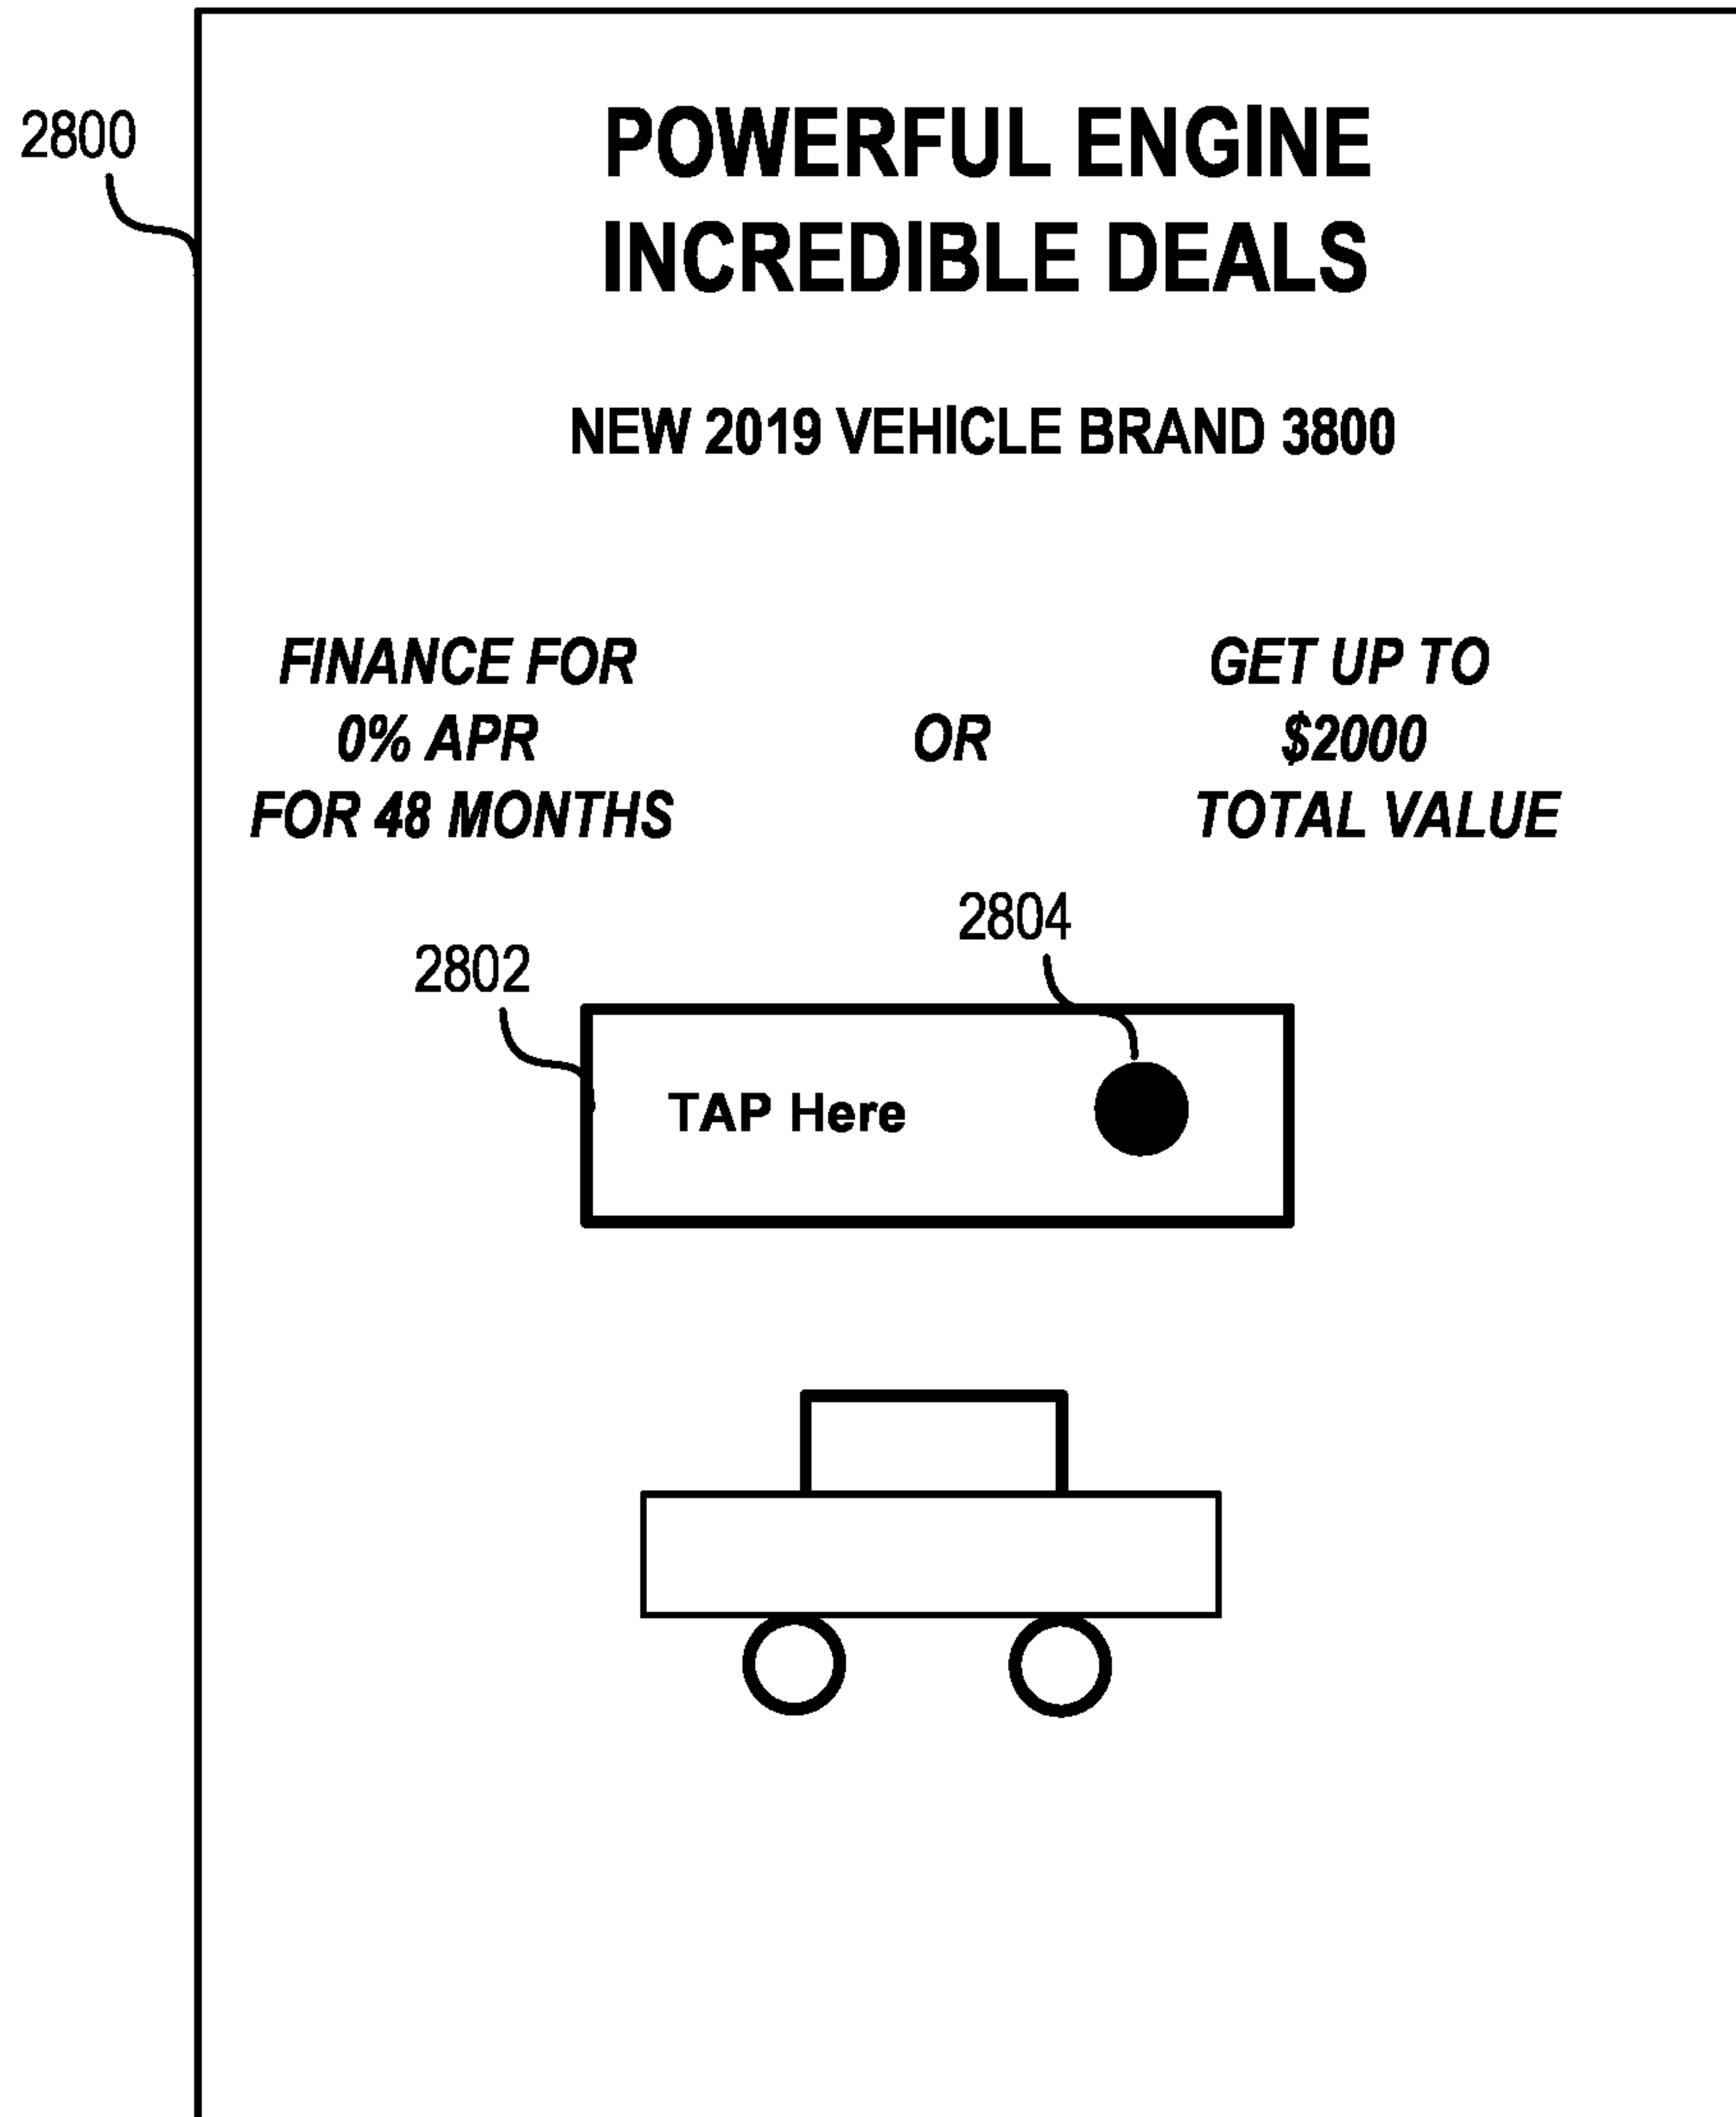 2800
POWERFUL ENGINE
INCREDIBLE DEALS
NEW 2019 VEHICLE BRAND 3800
FINANCE FOR
0% APR
FOR 48 MONTHS
OR
GET UP TO
$2000
TOTAL VALUE
2804
2802
TAP Here